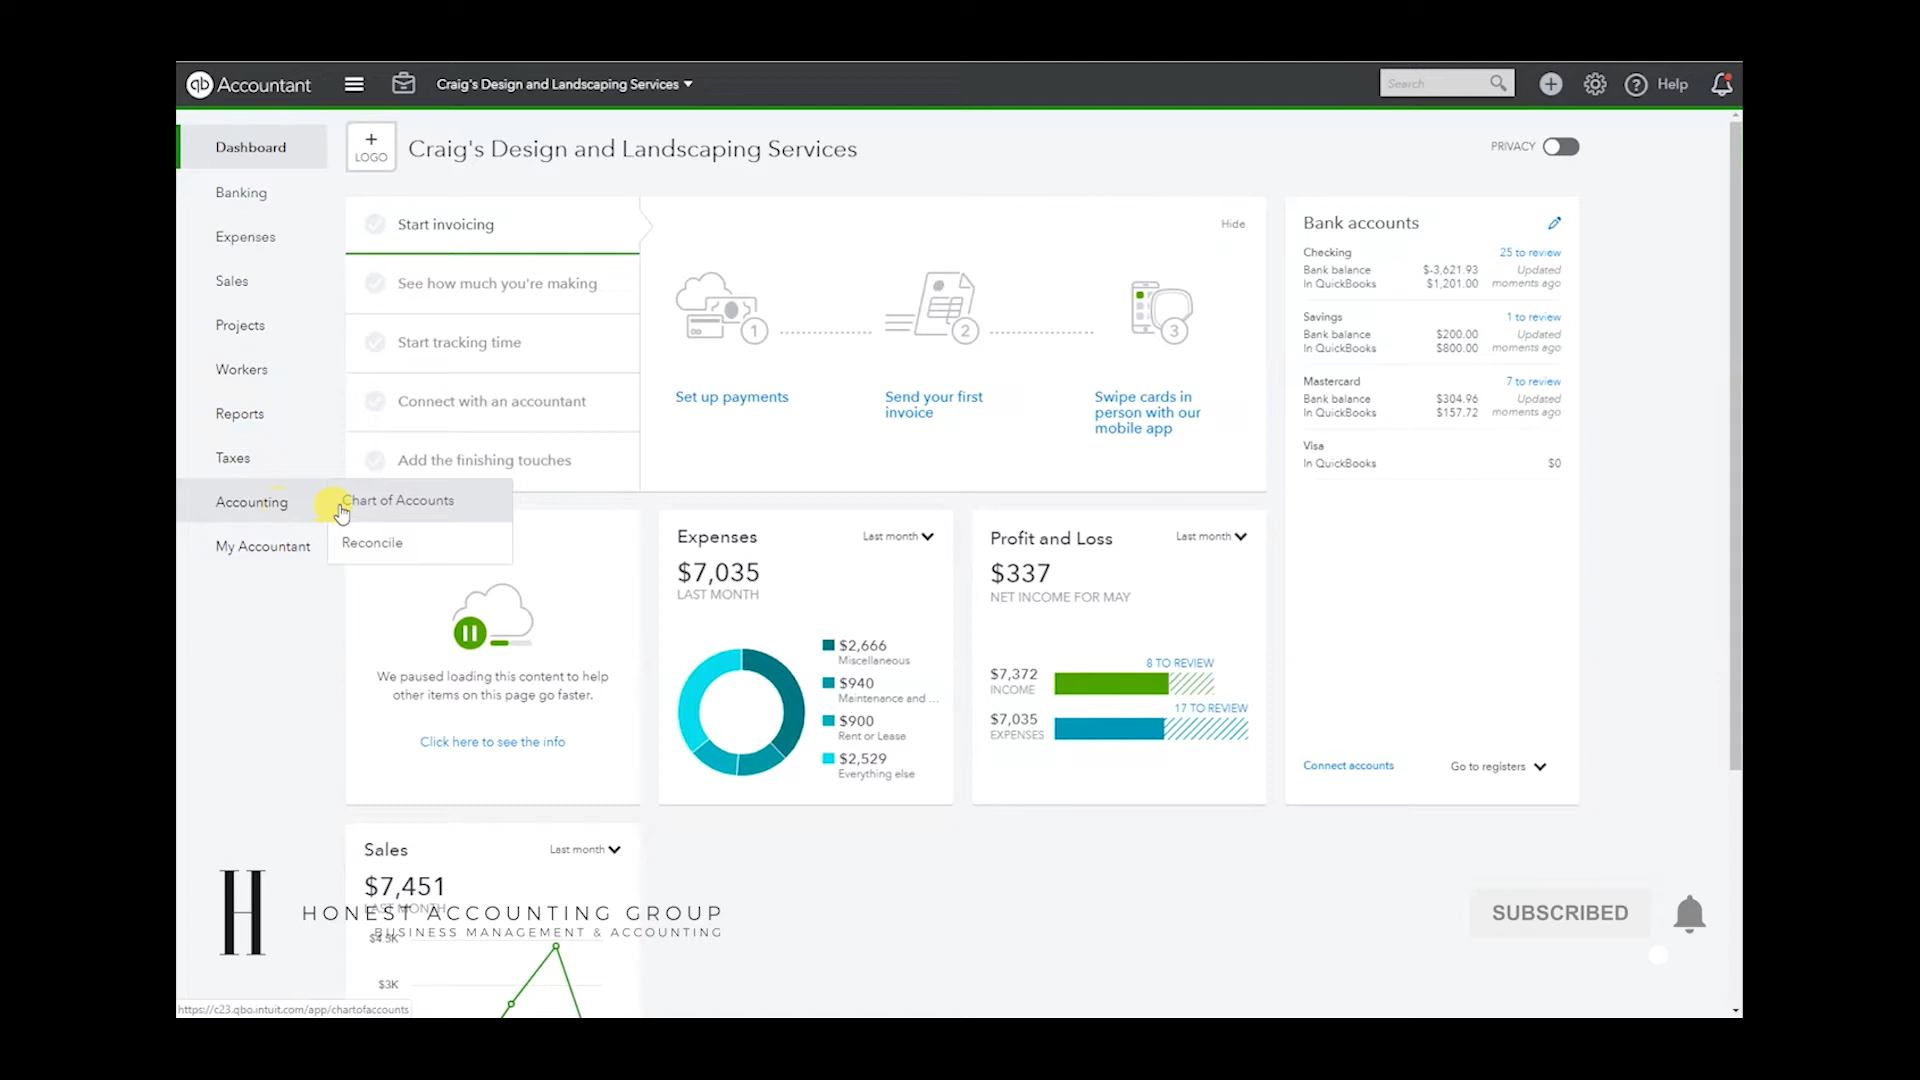 qb Accountant
Craig's Design and Landscaping Services
Search
Help
Dashboard
Banking
Expenses
Sales
Projects
Workers
Reports
Taxes
Accounting
My Accountant
Chart of Accounts
Reconcile
+
LOGO
Craig's Design and Landscaping Services
PRIVACY
Start invoicing
See how much you're making
Start tracking time
Connect with an accountant
Add the finishing touches
Hide
1
2
3
Set up payments
Send your first
invoice
Swipe cards in
person with our
mobile app
Bank accounts
Checking 25 to review
Bank balance $-3,621.93 Updated
In QuickBooks $1,201.00 moments ago
Savings 1 to review
Bank balance $200.00 Updated
In QuickBooks $800.00 moments ago
Mastercard 7 to review
Bank balance $304.96 Updated
In QuickBooks $157.72 moments ago
Visa
In QuickBooks $0
Connect accounts Go to registers
We paused loading this content to help
other items on this page go faster.
Click here to see the info
Expenses Last month
$7,035
LAST MONTH
$2,666
Miscellaneous
$940
Maintenance and ...
$900
Rent or Lease
$2,529
Everything else
Profit and Loss Last month
$337
NET INCOME FOR MAY
8 TO REVIEW
$7,372
INCOME
17 TO REVIEW
$7,035
EXPENSES
Sales Last month
$7,451
LAST MONTH
$4.5K
$3K
H
HONEST ACCOUNTING GROUP
BUSINESS MANAGEMENT & ACCOUNTING
SUBSCRIBED
https://c23.qbo.intuit.com/app/chartofaccounts